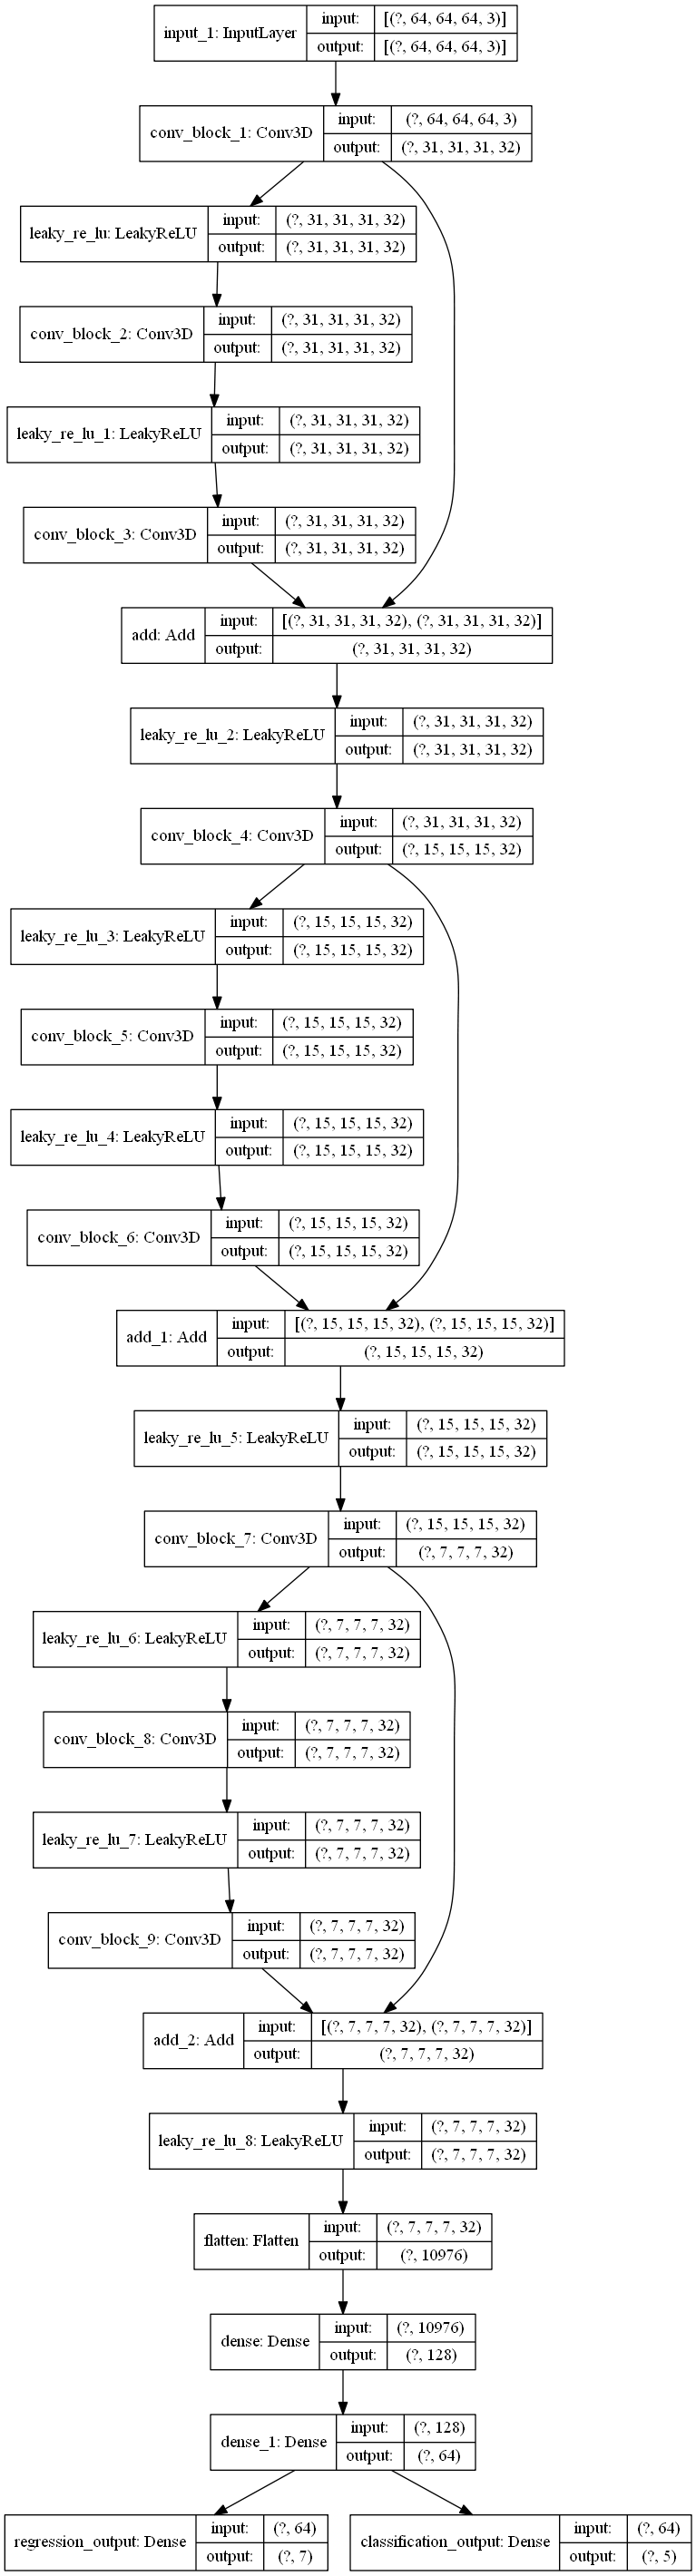 input_1: InputLayer
input: [(?, 64, 64, 64, 3)]
output: [(?, 64, 64, 64, 3)]
conv_block_1: Conv3D
input: (?, 64, 64, 64, 3)
output: (?, 31, 31, 31, 32)
leaky_re_lu: LeakyReLU
input: (?, 31, 31, 31, 32)
output: (?, 31, 31, 31, 32)
conv_block_2: Conv3D
input: (?, 31, 31, 31, 32)
output: (?, 31, 31, 31, 32)
leaky_re_lu_1: LeakyReLU
input: (?, 31, 31, 31, 32)
output: (?, 31, 31, 31, 32)
conv_block_3: Conv3D
input: (?, 31, 31, 31, 32)
output: (?, 31, 31, 31, 32)
add: Add
input: [(?, 31, 31, 31, 32), (?, 31, 31, 31, 32)]
output: (?, 31, 31, 31, 32)
leaky_re_lu_2: LeakyReLU
input: (?, 31, 31, 31, 32)
output: (?, 31, 31, 31, 32)
conv_block_4: Conv3D
input: (?, 31, 31, 31, 32)
output: (?, 15, 15, 15, 32)
leaky_re_lu_3: LeakyReLU
input: (?, 15, 15, 15, 32)
output: (?, 15, 15, 15, 32)
conv_block_5: Conv3D
input: (?, 15, 15, 15, 32)
output: (?, 15, 15, 15, 32)
leaky_re_lu_4: LeakyReLU
input: (?, 15, 15, 15, 32)
output: (?, 15, 15, 15, 32)
conv_block_6: Conv3D
input: (?, 15, 15, 15, 32)
output: (?, 15, 15, 15, 32)
add_1: Add
input: [(?, 15, 15, 15, 32), (?, 15, 15, 15, 32)]
output: (?, 15, 15, 15, 32)
leaky_re_lu_5: LeakyReLU
input: (?, 15, 15, 15, 32)
output: (?, 15, 15, 15, 32)
conv_block_7: Conv3D
input: (?, 15, 15, 15, 32)
output: (?, 7, 7, 7, 32)
leaky_re_lu_6: LeakyReLU
input: (?, 7, 7, 7, 32)
output: (?, 7, 7, 7, 32)
conv_block_8: Conv3D
input: (?, 7, 7, 7, 32)
output: (?, 7, 7, 7, 32)
leaky_re_lu_7: LeakyReLU
input: (?, 7, 7, 7, 32)
output: (?, 7, 7, 7, 32)
conv_block_9: Conv3D
input: (?, 7, 7, 7, 32)
output: (?, 7, 7, 7, 32)
add_2: Add
input: [(?, 7, 7, 7, 32), (?, 7, 7, 7, 32)]
output: (?, 7, 7, 7, 32)
leaky_re_lu_8: LeakyReLU
input: (?, 7, 7, 7, 32)
output: (?, 7, 7, 7, 32)
flatten: Flatten
input: (?, 7, 7, 7, 32)
output: (?, 10976)
dense: Dense
input: (?, 10976)
output: (?, 128)
dense_1: Dense
input: (?, 128)
output: (?, 64)
regression_output: Dense
input: (?, 64)
output: (?, 7)
classification_output: Dense
input: (?, 64)
output: (?, 5)